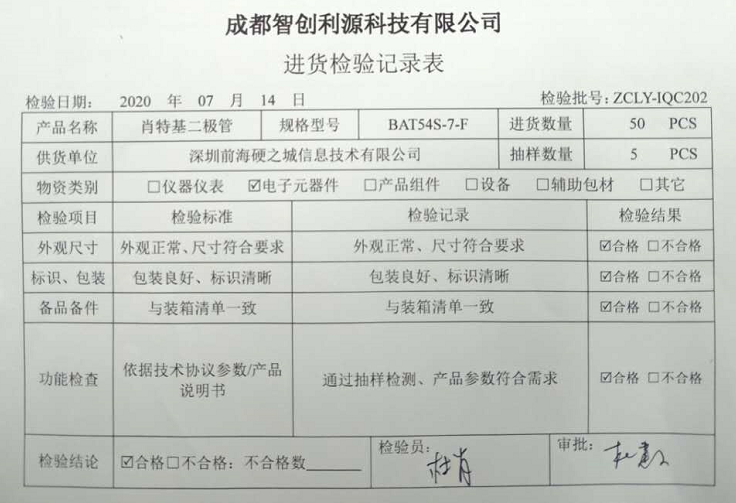 成都智创利源科技有限公司
进货检验记录表
检验日期： 2020 年 07 月 14 日 检验批号：ZCLY-IQC202
产品名称 肖特基二极管 规格型号 BAT54S-7-F 进货数量 50 PCS
供货单位 深圳前海硬之城信息技术有限公司 抽样数量 5 PCS
物资类别 □仪器仪表 ☑电子元器件 □产品组件 □设备 □辅助包材 □其它
检验项目 检验标准 检验记录 检验结果
外观尺寸 外观正常、尺寸符合要求 外观正常、尺寸符合要求 ☑合格 □不合格
标识、包装 包装良好、标识清晰 包装良好、标识清晰 ☑合格 □不合格
备品备件 与装箱清单一致 与装箱清单一致 ☑合格 □不合格
功能检查 依据技术协议参数/产品
说明书 通过抽样检测、产品参数符合需求 ☑合格 □不合格
检验结论 ☑合格□不合格：不合格数______ 检验员： 审批：